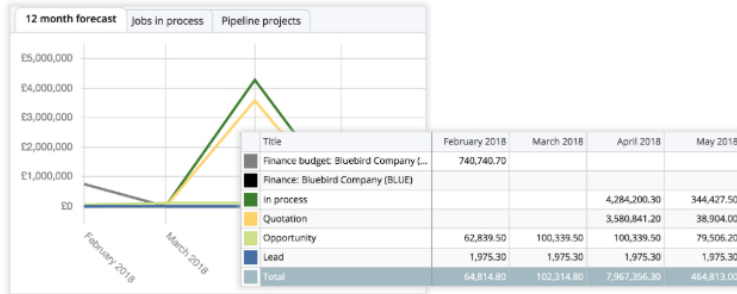 12 month forecast Jobs in process Pipeline projects
£5,000,000
£4,000,000
£3,000,000
£2,000,000
£1,000,000
£0
February 2018
March 2018
Title February 2018 March 2018 April 2018 May 2018
Finance budget: Bluebird Company (... 740,740.70
Finance: Bluebird Company (BLUE)
In process 4,284,200.30 344,427.50
Quotation 3,580,841.20 38,904.00
Opportunity 62,839.50 100,339.50 100,339.50 79,506.20
Lead 1,975.30 1,975.30 1,975.30 1,975.30
Total 64,814.80 102,314.80 7,967,356.30 464,813.00